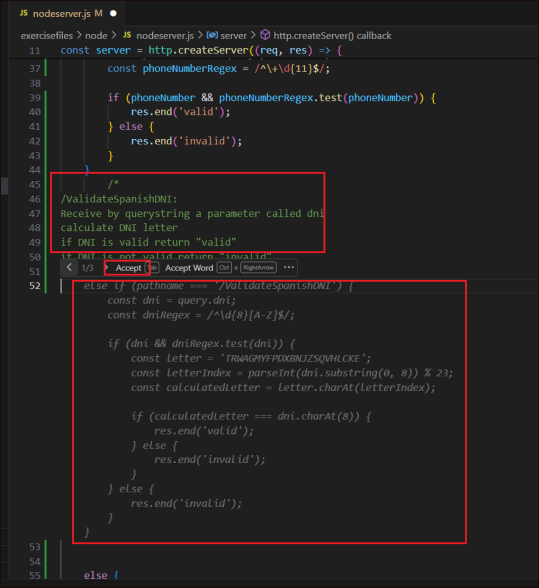 JS nodeserver.js M
exercisefiles > node > JS nodeserver.js > server > http.createServer() callback
11 const server = http.createServer((req, res) => {
37 const phoneNumberRegex = /^\+\d{11}$/;
38
39 if (phoneNumber && phoneNumberRegex.test(phoneNumber)) {
40 res.end('valid');
41 } else {
42 res.end('invalid');
43 }
44 }
45 /*
46 /ValidateSpanishDNI:
47 Receive by querystring a parameter called dni
48 calculate DNI letter
49 if DNI is valid return "valid"
50 if DNI is not valid return "invalid"
51 < 1/3 > Accept Tab Accept Word Ctrl + RightArrow ...
52 else if (pathname === '/ValidateSpanishDNI') {
const dni = query.dni;
const dniRegex = /^\d{8}[A-Z]$/;
if (dni && dniRegex.test(dni)) {
const letter = 'TRWAGMYFPDXBNJZSQVHLCKE';
const letterIndex = parseInt(dni.substring(0, 8)) % 23;
const calculatedLetter = letter.charAt(letterIndex);
if (calculatedLetter === dni.charAt(8)) {
res.end('valid');
} else {
res.end('invalid');
}
} else {
res.end('invalid');
}
}
53
54
55 else {